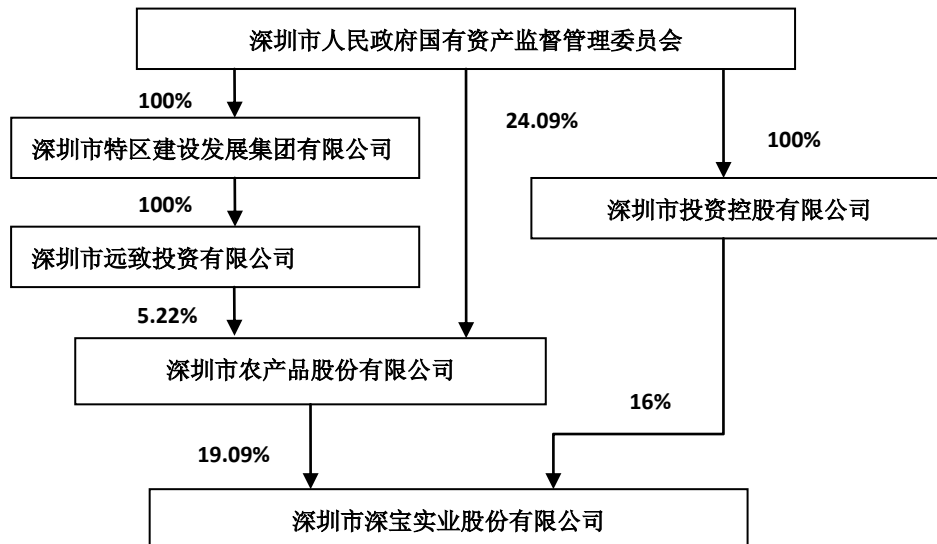 深圳市人民政府国有资产监督管理委员会
100%
24.09%
深圳市特区建设发展集团有限公司
100%
100%
深圳市投资控股有限公司
深圳市远致投资有限公司
5.22%
深圳市农产品股份有限公司
16%
19.09%
深圳市深宝实业股份有限公司